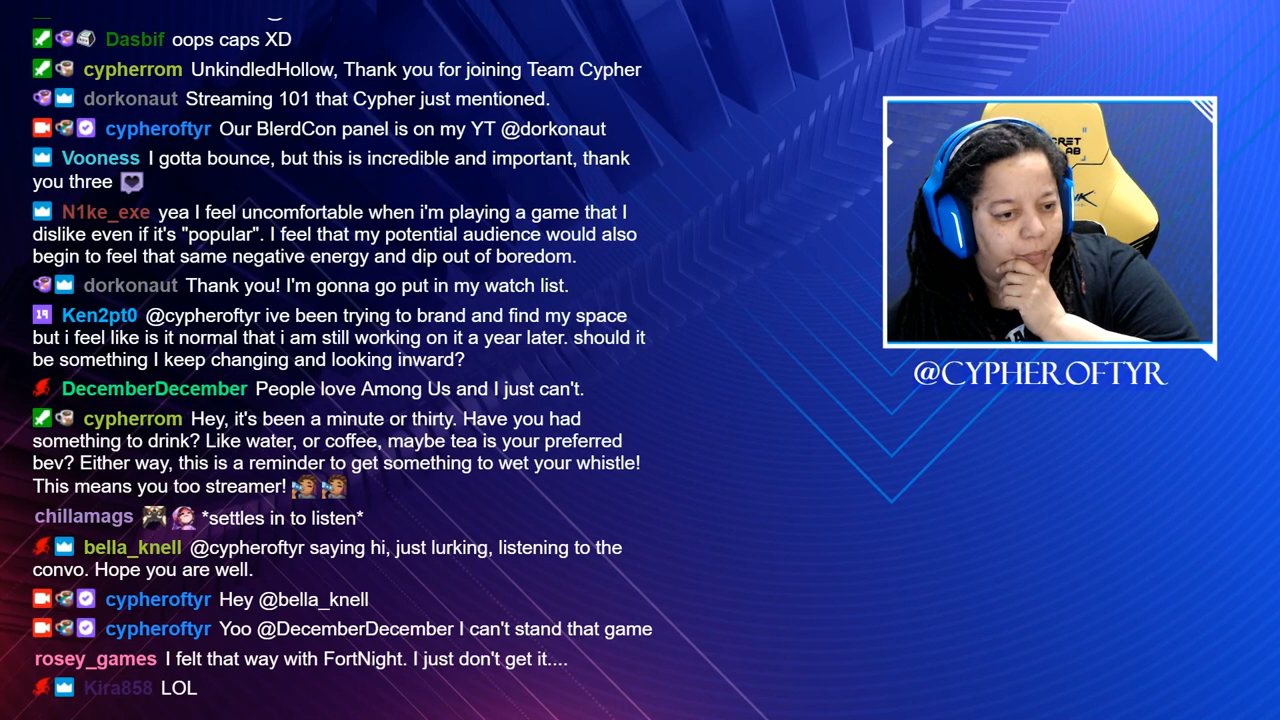 Dasbif oops caps XD
cypherrom UnkindledHollow, Thank you for joining Team Cypher
dorkonaut Streaming 101 that Cypher just mentioned.
cypheroftyr Our BlerdCon panel is on my YT @dorkonaut
Vooness I gotta bounce, but this is incredible and important, thank
you three
N1ke_exe yea I feel uncomfortable when i'm playing a game that I
dislike even if it's "popular". I feel that my potential audience would also
begin to feel that same negative energy and dip out of boredom.
dorkonaut Thank you! I'm gonna go put in my watch list.
19 Ken2pt0 @cypheroftyr ive been trying to brand and find my space
but i feel like is it normal that i am still working on it a year later. should it
be something I keep changing and looking inward?
DecemberDecember People love Among Us and I just can't.
cypherrom Hey, it's been a minute or thirty. Have you had
something to drink? Like water, or coffee, maybe tea is your preferred
bev? Either way, this is a reminder to get something to wet your whistle!
This means you too streamer!
chillamags *settles in to listen*
bella_knell @cypheroftyr saying hi, just lurking, listening to the
convo. Hope you are well.
cypheroftyr Hey @bella_knell
cypheroftyr Yoo @DecemberDecember I can't stand that game
rosey_games I felt that way with FortNight. I just don't get it....
Kira858 LOL
@CYPHEROFTYR